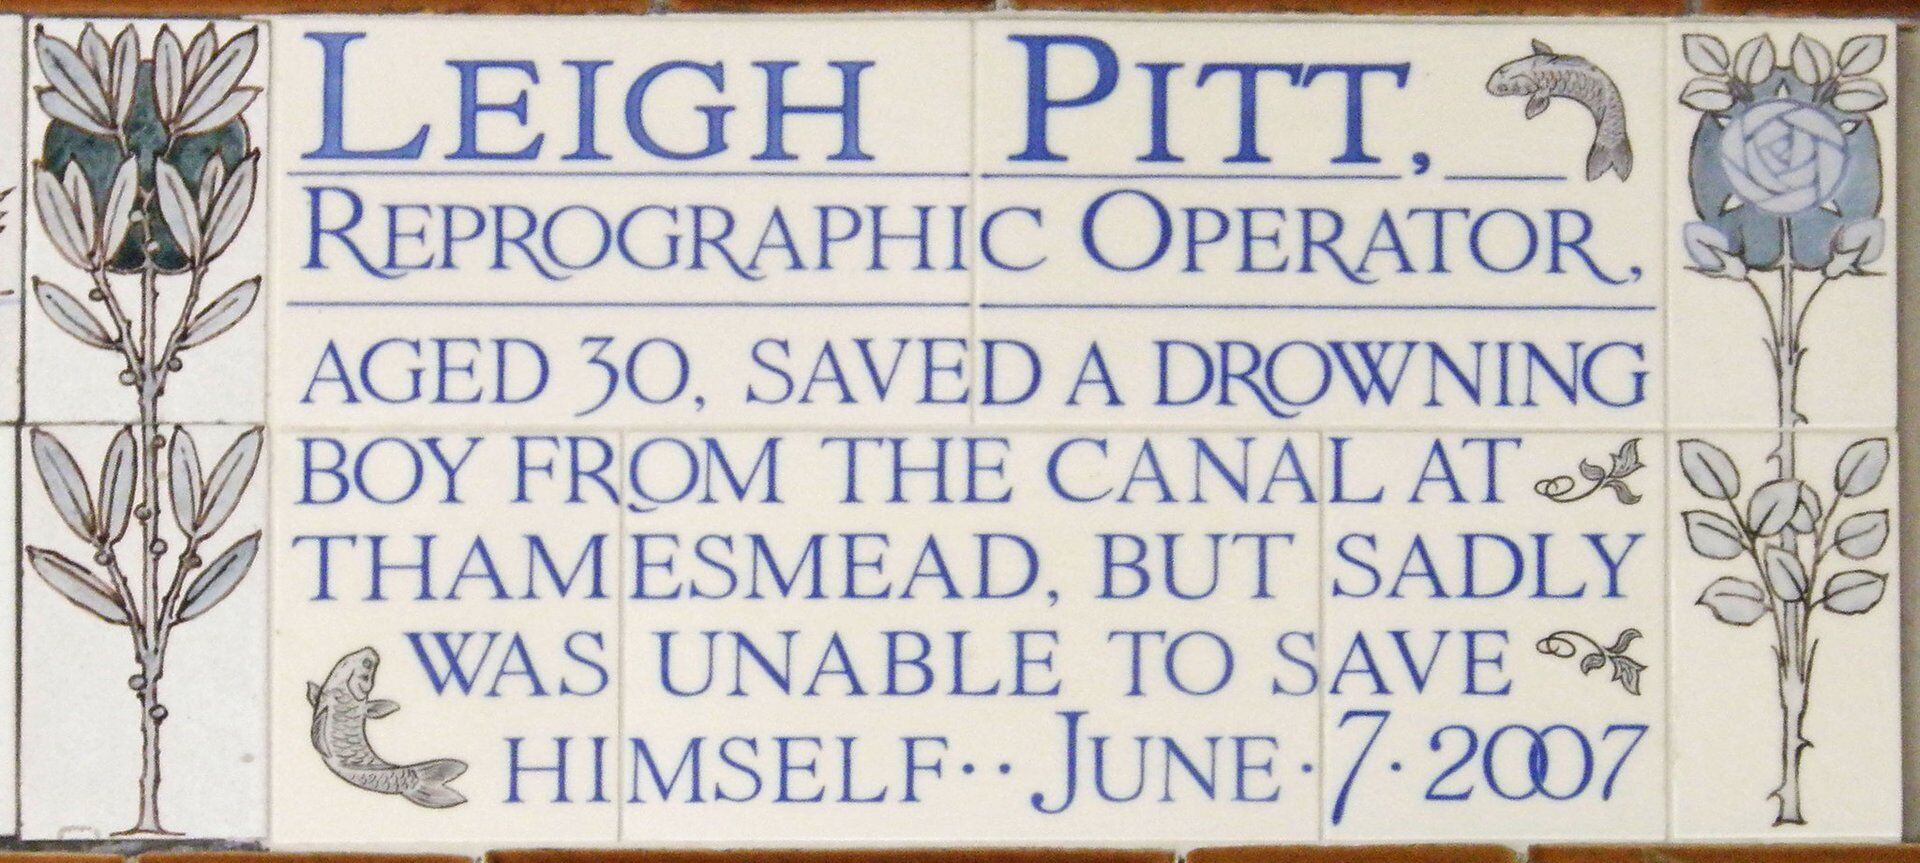 LEIGH PITT,
REPROGRAPHIC OPERATOR,
AGED 30, SAVED A DROWNING
BOY FROM THE CANAL AT
THAMESMEAD, BUT SADLY
WAS UNABLE TO SAVE
HIMSELF·· JUNE·7·2007